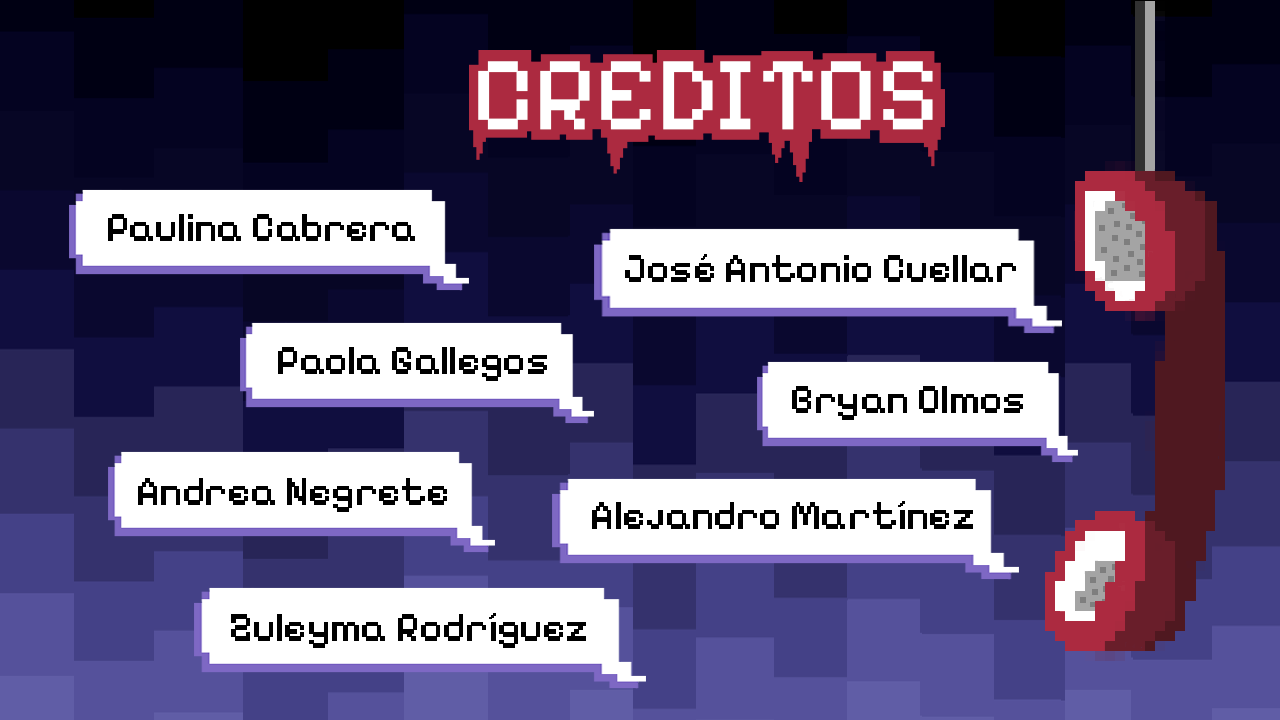 CREDITOS
Paulina Cabrera
José Antonio Cuellar
Paola Gallegos
Bryan Olmos
Andrea Negrete
Alejandro Martínez
Zuleyma Rodríguez